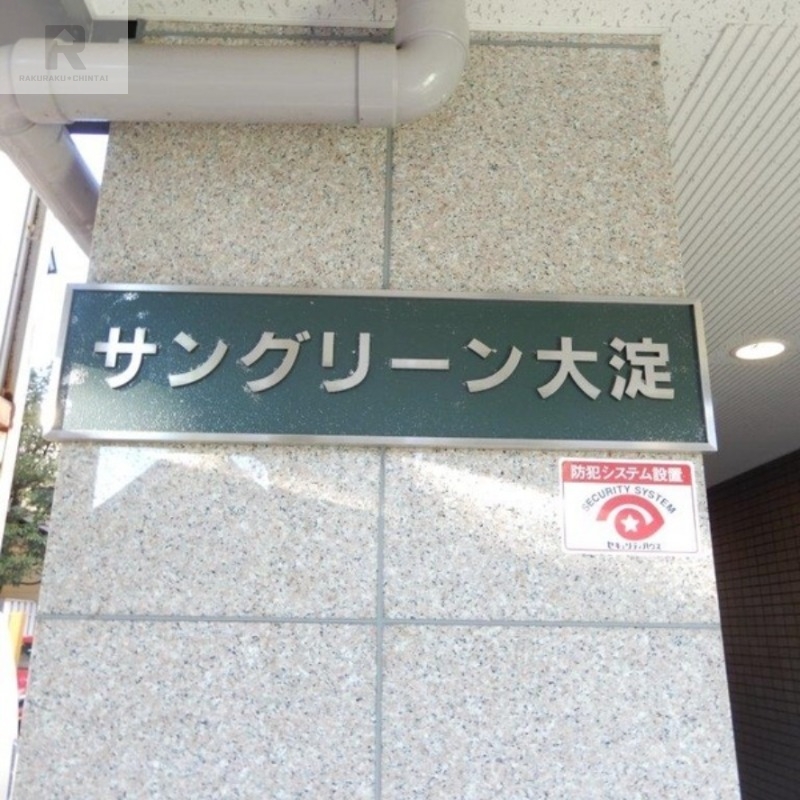 RAKURAKU★CHINTAI
サングリーン大淀
防犯システム設置
SECURITY SYSTEM
セキュリティハウス